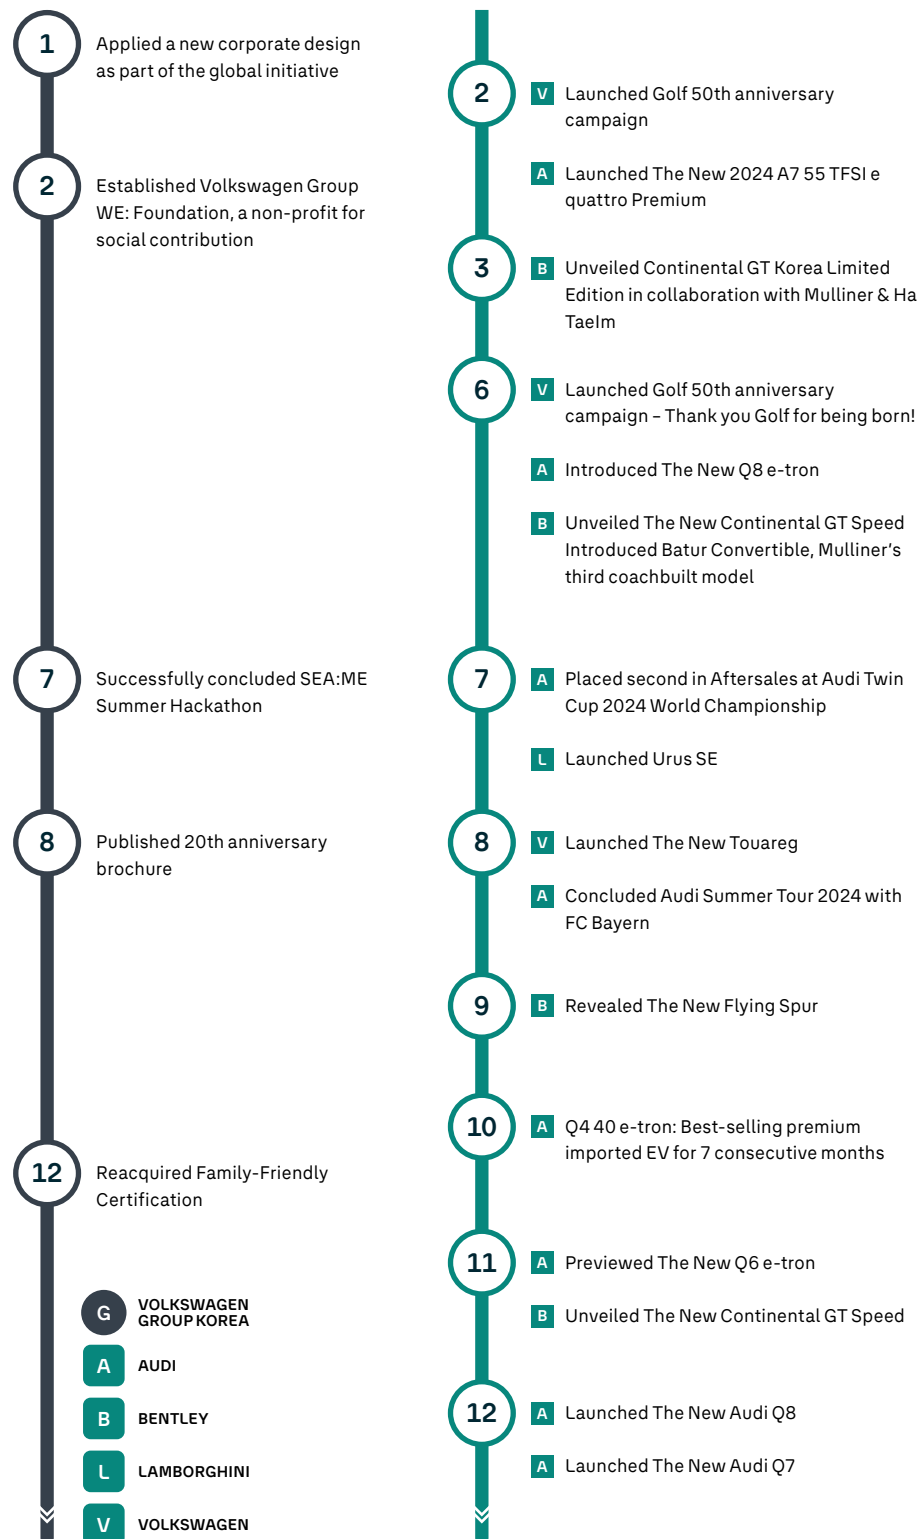 1
Applied a new corporate design
as part of the global initiative
2
Established Volkswagen Group
WE: Foundation, a non-profit for
social contribution
7
Successfully concluded SEA:ME
Summer Hackathon
8
Published 20th anniversary
brochure
12
Reacquired Family-Friendly
Certification
G
VOLKSWAGEN
GROUP KOREA
A AUDI
B BENTLEY
L LAMBORGHINI
V VOLKSWAGEN
2
V Launched Golf 50th anniversary
campaign
A Launched The New 2024 A7 55 TFSI e
quattro Premium
3
B Unveiled Continental GT Korea Limited
Edition in collaboration with Mulliner & Ha
TaeIm
6
V Launched Golf 50th anniversary
campaign – Thank you Golf for being born!
A Introduced The New Q8 e-tron
B Unveiled The New Continental GT Speed
Introduced Batur Convertible, Mulliner’s
third coachbuilt model
7
A Placed second in Aftersales at Audi Twin
Cup 2024 World Championship
L Launched Urus SE
8
V Launched The New Touareg
A Concluded Audi Summer Tour 2024 with
FC Bayern
9
B Revealed The New Flying Spur
10
A Q4 40 e-tron: Best-selling premium
imported EV for 7 consecutive months
11
A Previewed The New Q6 e-tron
B Unveiled The New Continental GT Speed
12
A Launched The New Audi Q8
A Launched The New Audi Q7